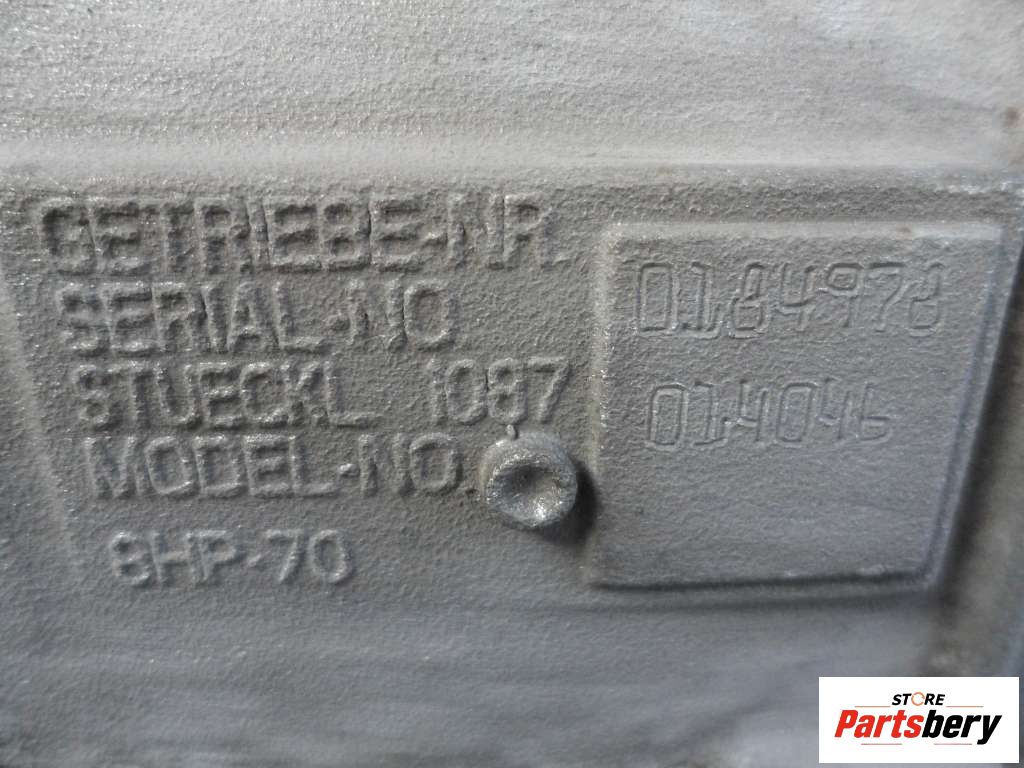 GETRIEBE-NR.
SERIAL-NO
STUECKL 1087
MODEL-NO.
8HP-70
0184978
014046
STORE
Partsbery